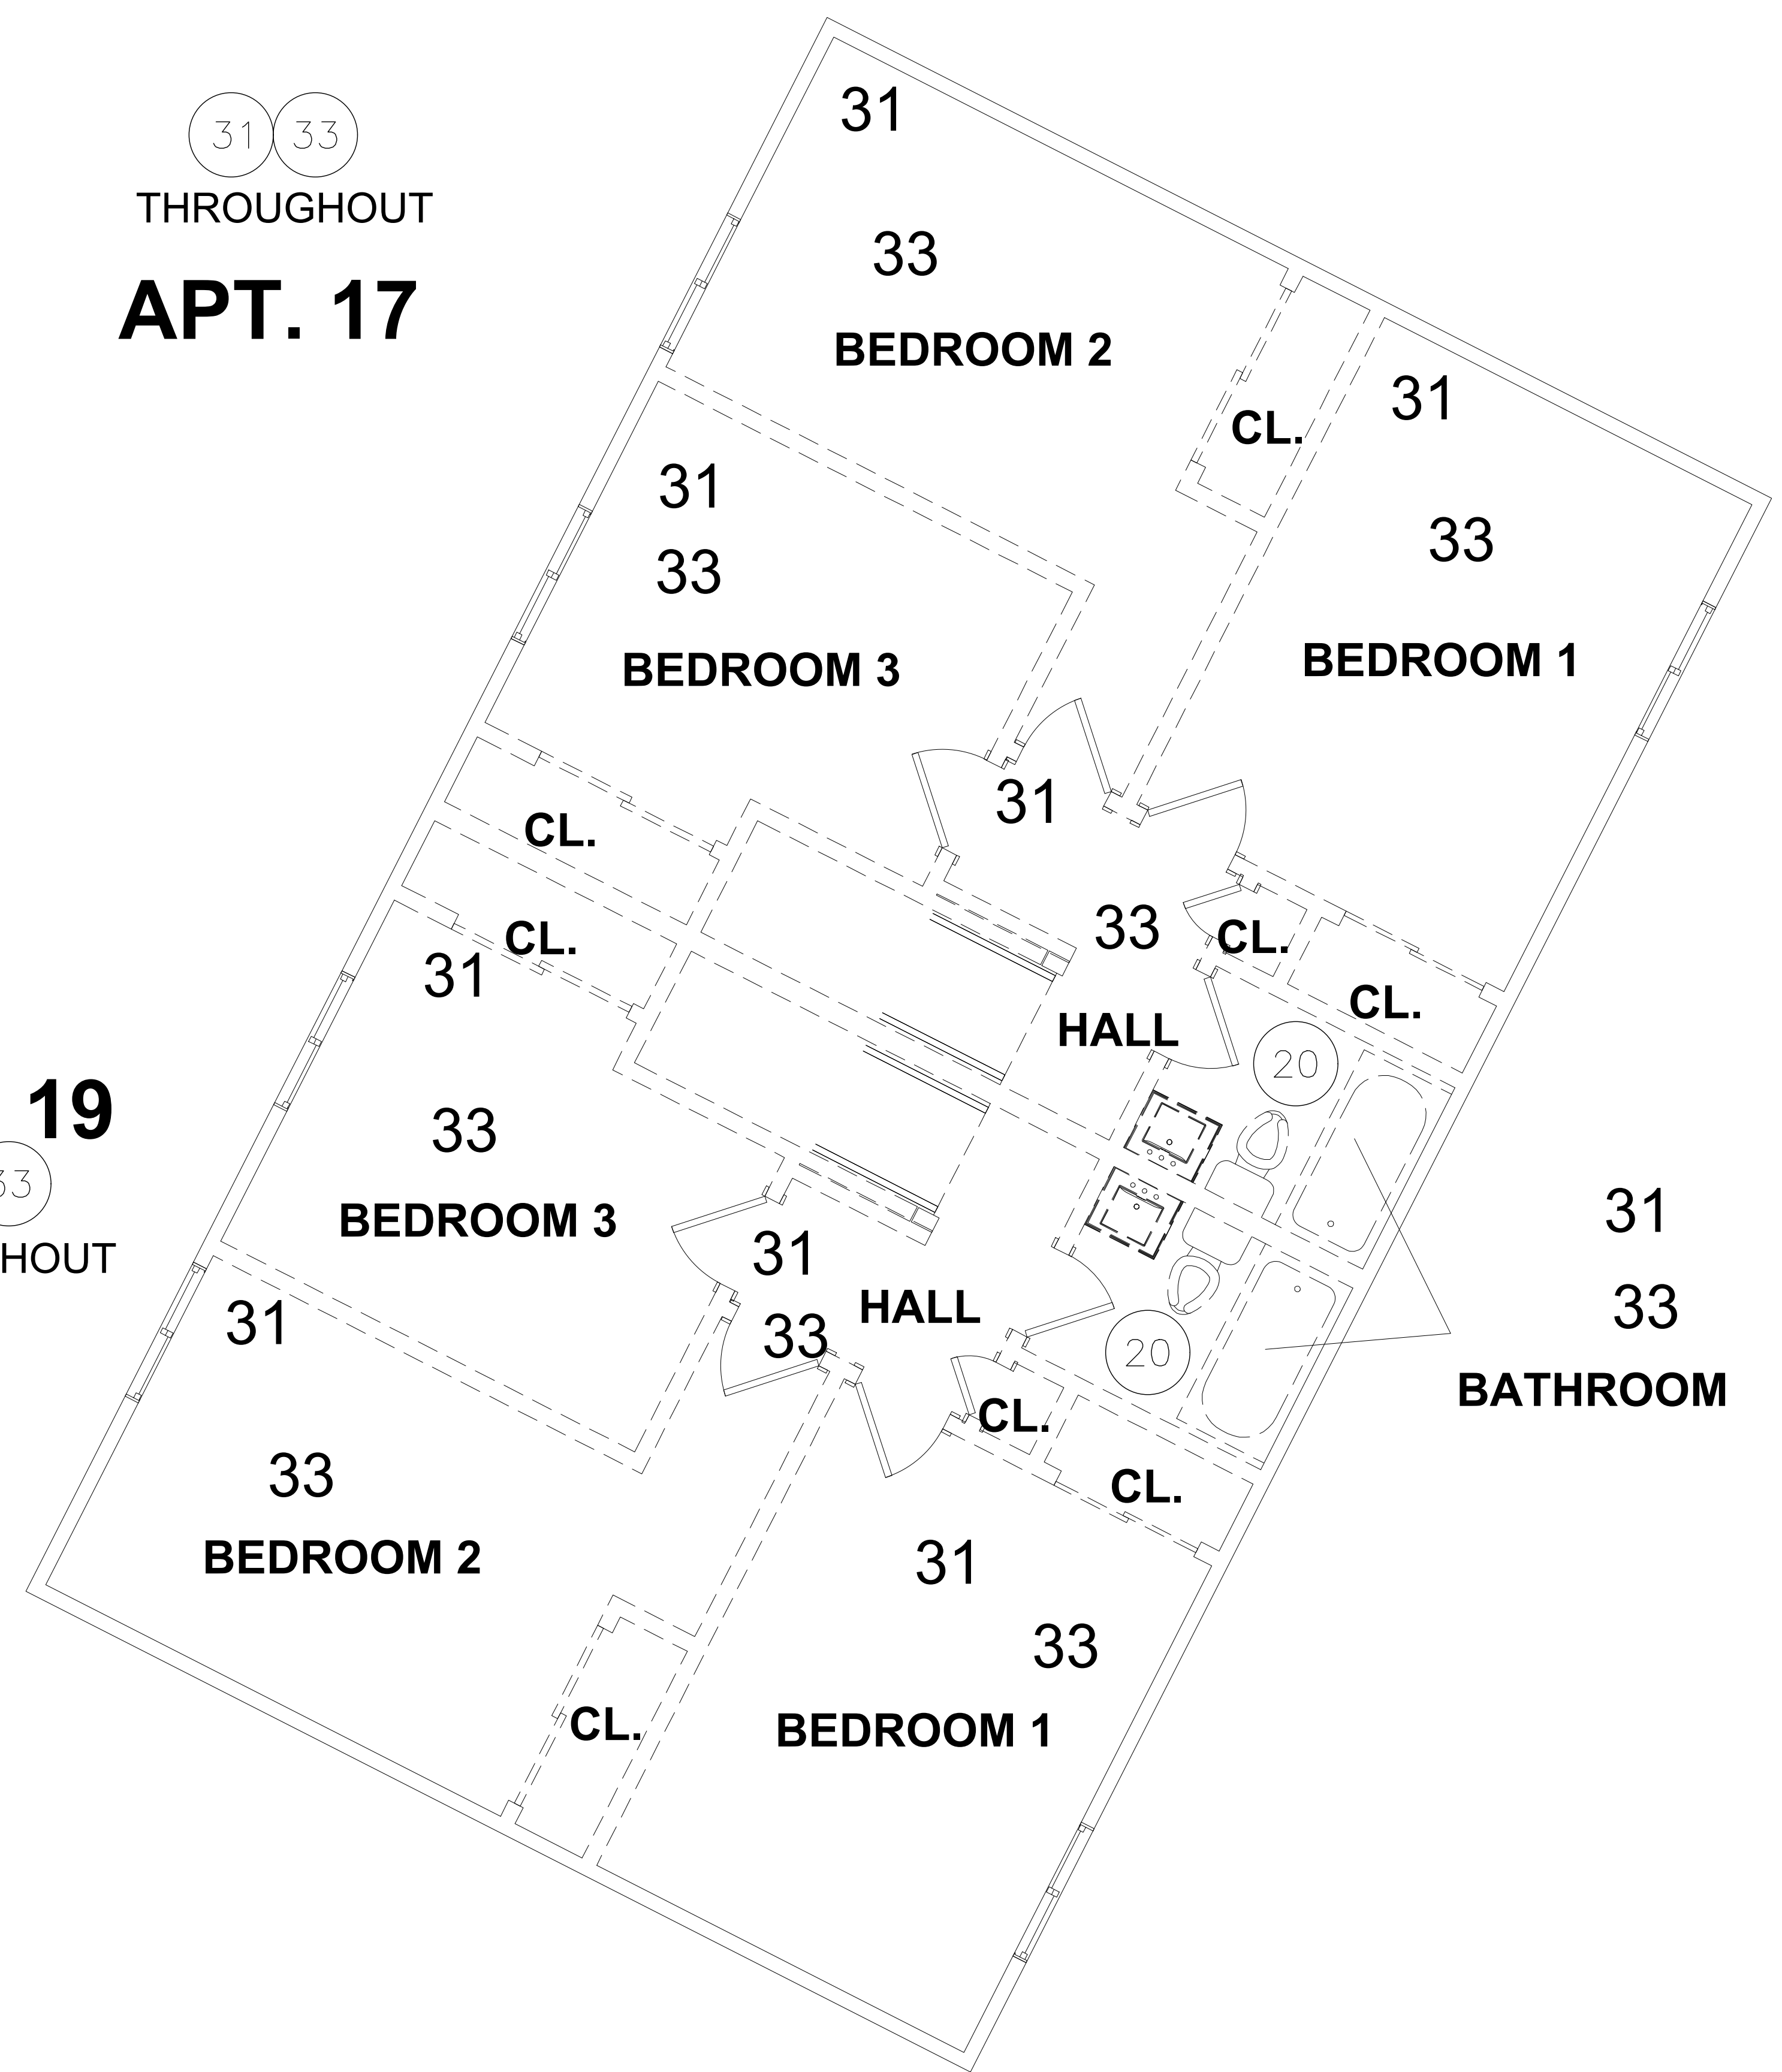 31 33
THROUGHOUT
APT. 17
31
33
BEDROOM 2
CL.
31
33
BEDROOM 1
31
33
BEDROOM 3
CL.
31
33
HALL
CL.
CL.
20
CL.
31
33
BEDROOM 3
19
33
HOUT
31
33
HALL
20
31
33
BATHROOM
31
33
BEDROOM 2
CL.
CL.
31
33
BEDROOM 1
CL.